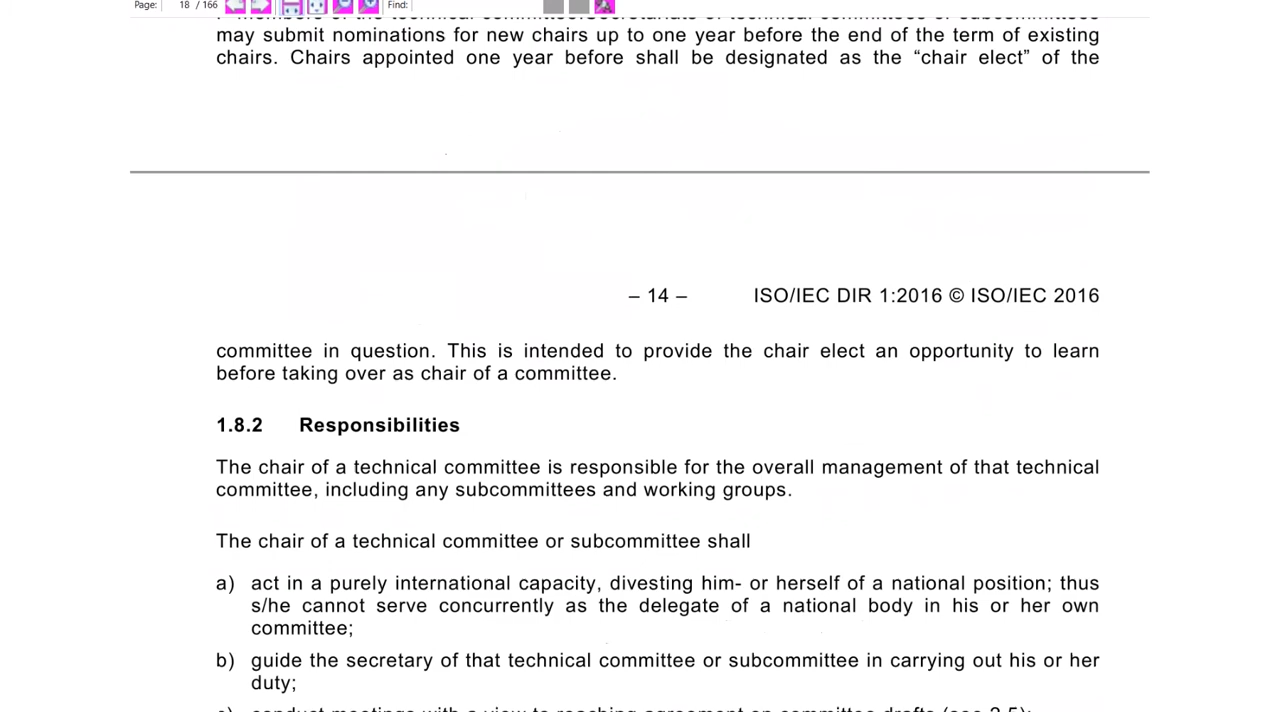 Page: 18 / 166 Find:
may submit nominations for new chairs up to one year before the end of the term of existing
chairs. Chairs appointed one year before shall be designated as the “chair elect” of the
– 14 – ISO/IEC DIR 1:2016 © ISO/IEC 2016
committee in question. This is intended to provide the chair elect an opportunity to learn
before taking over as chair of a committee.
1.8.2 Responsibilities
The chair of a technical committee is responsible for the overall management of that technical
committee, including any subcommittees and working groups.
The chair of a technical committee or subcommittee shall
a) act in a purely international capacity, divesting him- or herself of a national position; thus
s/he cannot serve concurrently as the delegate of a national body in his or her own
committee;
b) guide the secretary of that technical committee or subcommittee in carrying out his or her
duty;